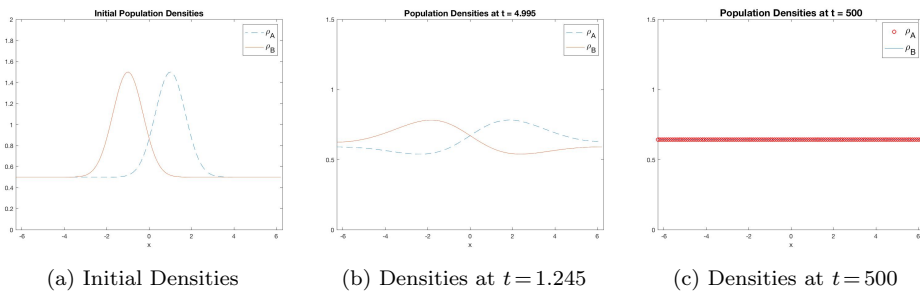 Initial Population Densities
2
1.8
1.6
1.4
1.2
1
0.8
0.6
0.4
0.2
0
-6 -4 -2 0 2 4 6
x
ρA
ρB
Population Densities at t = 4.995
1.5
1
0.5
0
-6 -4 -2 0 2 4 6
x
ρA
ρB
Population Densities at t = 500
1.5
1
0.5
0
-6 -4 -2 0 2 4 6
x
ρA
ρB
(a) Initial Densities
(b) Densities at t=1.245
(c) Densities at t=500